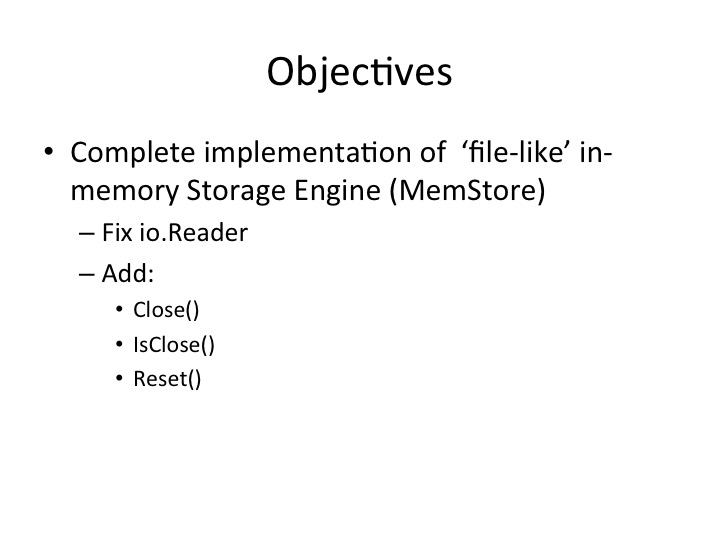 Objectives
• Complete implementation of  ‘file-like’ in-
memory Storage Engine (MemStore)
– Fix io.Reader
– Add:
• Close()
• IsClose()
• Reset()